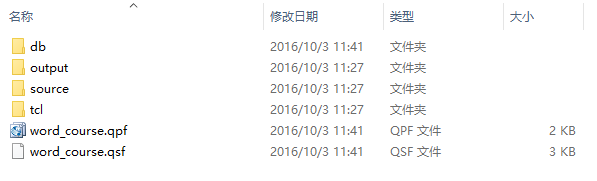 名称 修改日期 类型 大小
db 2016/10/3 11:41 文件夹
output 2016/10/3 11:27 文件夹
source 2016/10/3 11:27 文件夹
tcl 2016/10/3 11:27 文件夹
word_course.qpf 2016/10/3 11:41 QPF 文件 2 KB
word_course.qsf 2016/10/3 11:41 QSF 文件 3 KB